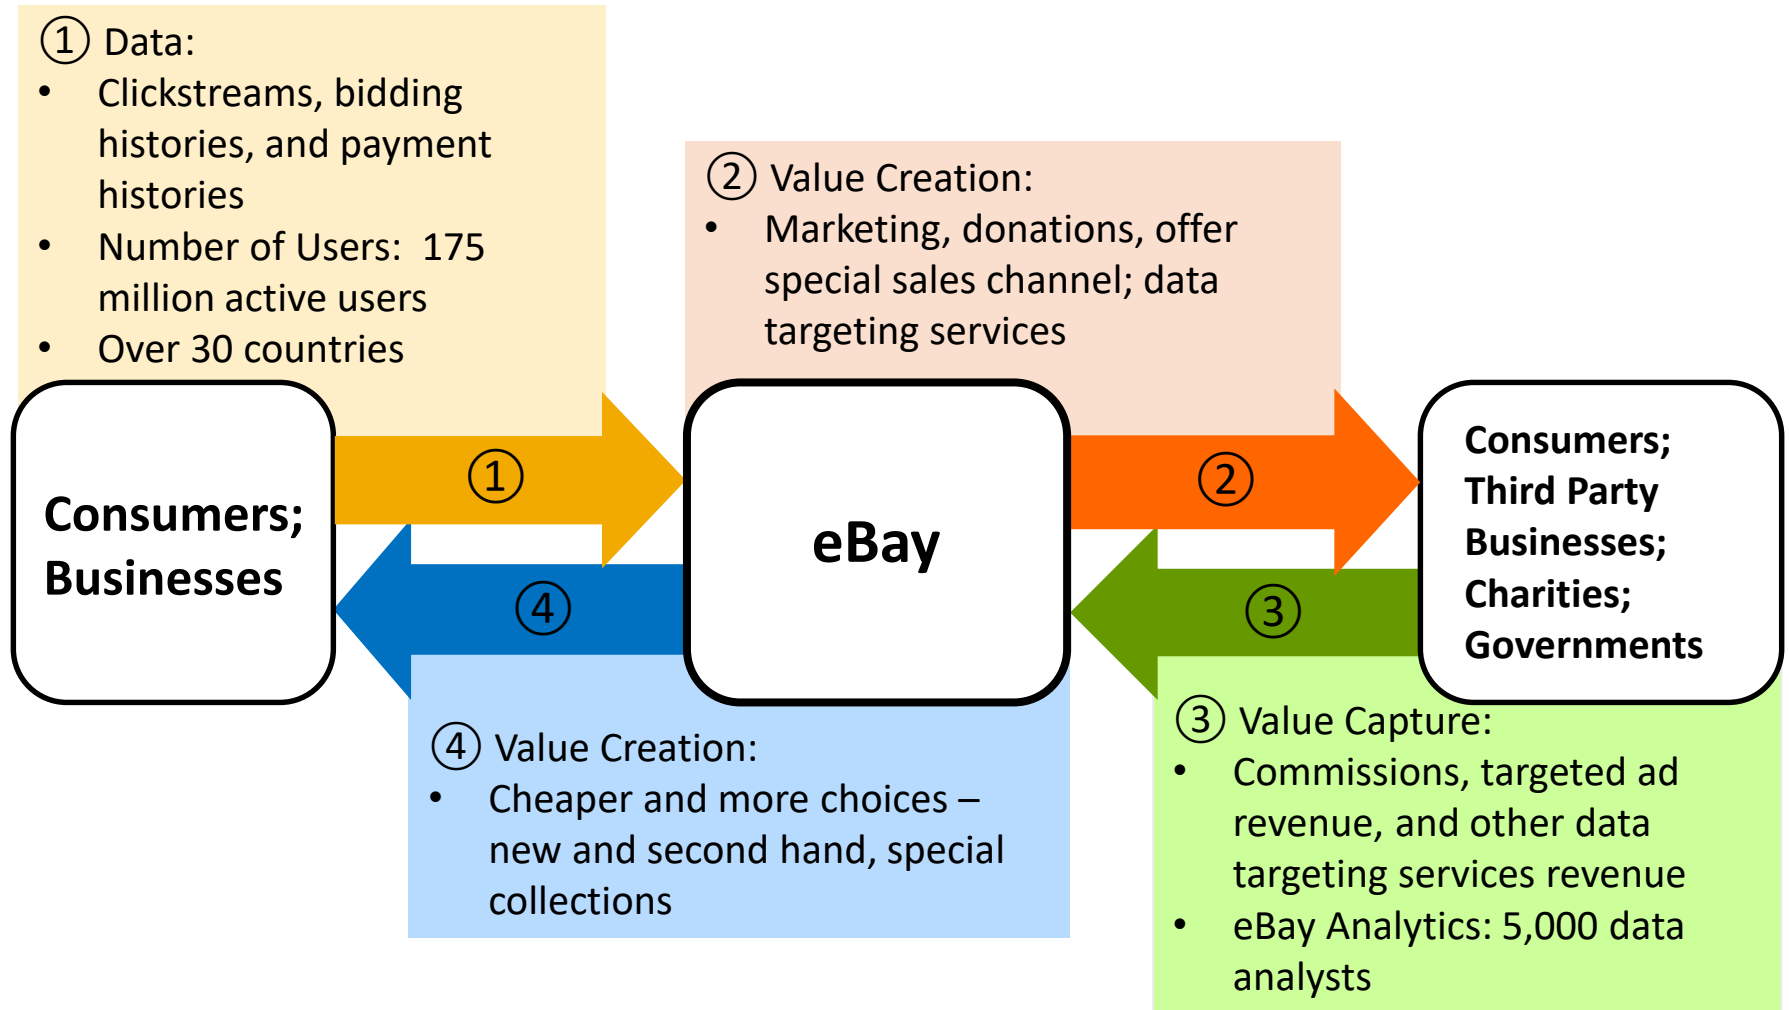 ① Data:
• Clickstreams, bidding
histories, and payment
histories
• Number of Users:  175
million active users
• Over 30 countries
② Value Creation:
• Marketing, donations, offer
special sales channel; data
targeting services
Consumers;
Businesses
①
④
eBay
②
③
Consumers;
Third Party
Businesses;
Charities;
Governments
④ Value Creation:
• Cheaper and more choices –
new and second hand, special
collections
③ Value Capture:
• Commissions, targeted ad
revenue, and other data
targeting services revenue
• eBay Analytics: 5,000 data
analysts